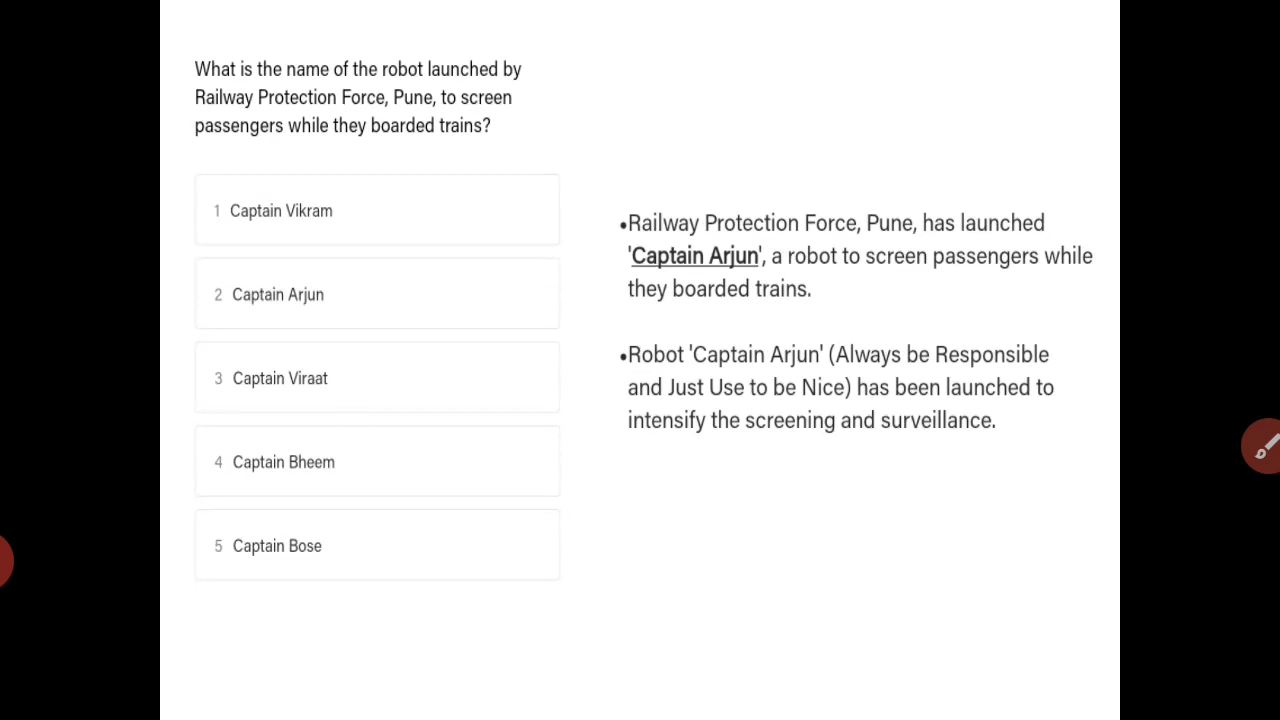 What is the name of the robot launched by
Railway Protection Force, Pune, to screen
passengers while they boarded trains?
1 Captain Vikram
2 Captain Arjun
3 Captain Viraat
4 Captain Bheem
5 Captain Bose
•Railway Protection Force, Pune, has launched
'Captain Arjun', a robot to screen passengers while
they boarded trains.
•Robot 'Captain Arjun' (Always be Responsible
and Just Use to be Nice) has been launched to
intensify the screening and surveillance.